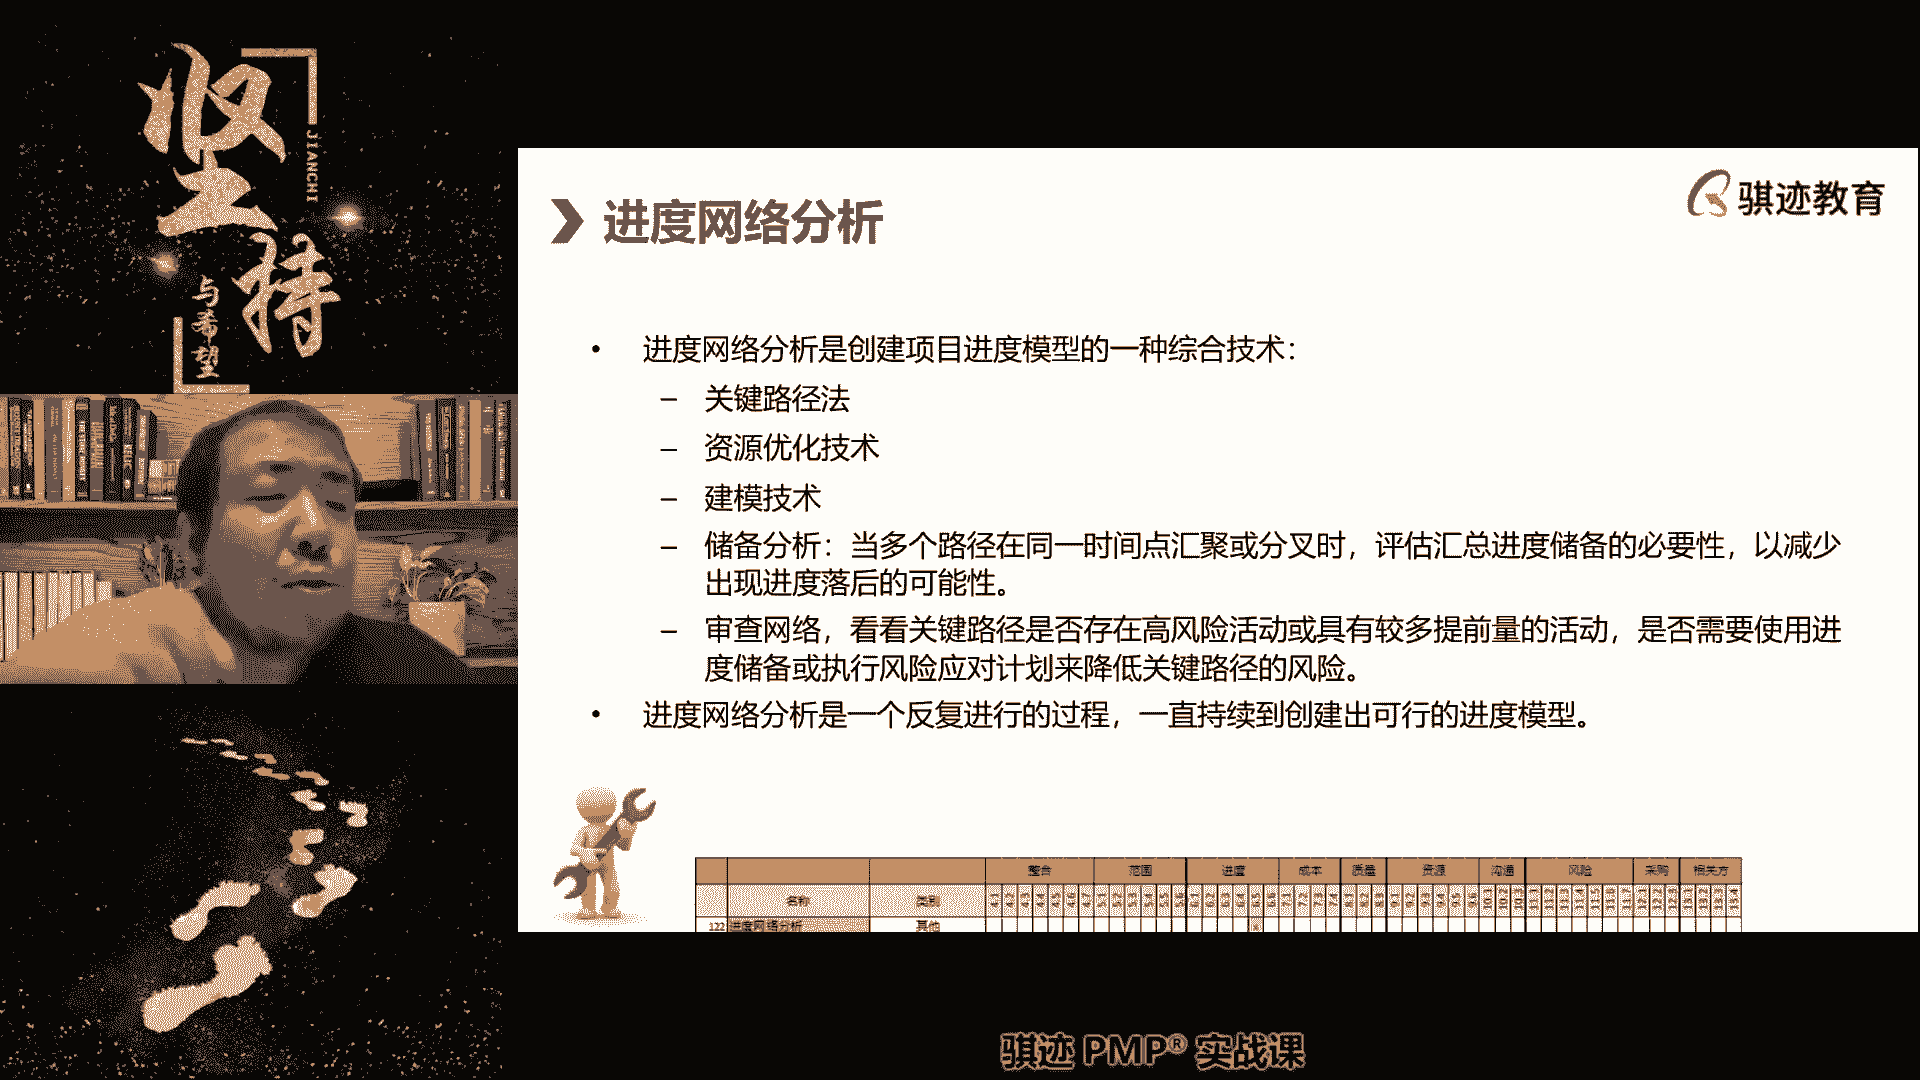 坚持
JIANCHI
与希望
进度网络分析
骐迹教育
• 进度网络分析是创建项目进度模型的一种综合技术：
– 关键路径法
– 资源优化技术
– 建模技术
– 储备分析：当多个路径在同一时间点汇聚或分叉时，评估汇总进度储备的必要性，以减少
出现进度落后的可能性。
– 审查网络，看看关键路径是否存在高风险活动或具有较多提前量的活动，是否需要使用进
度储备或执行风险应对计划来降低关键路径的风险。
• 进度网络分析是一个反复进行的过程，一直持续到创建出可行的进度模型。
整合 范围 进度 成本 质量 资源 沟通 风险 采购 相关方
名称 类别
122 进度网络分析 其他
骐迹 PMP® 实战课